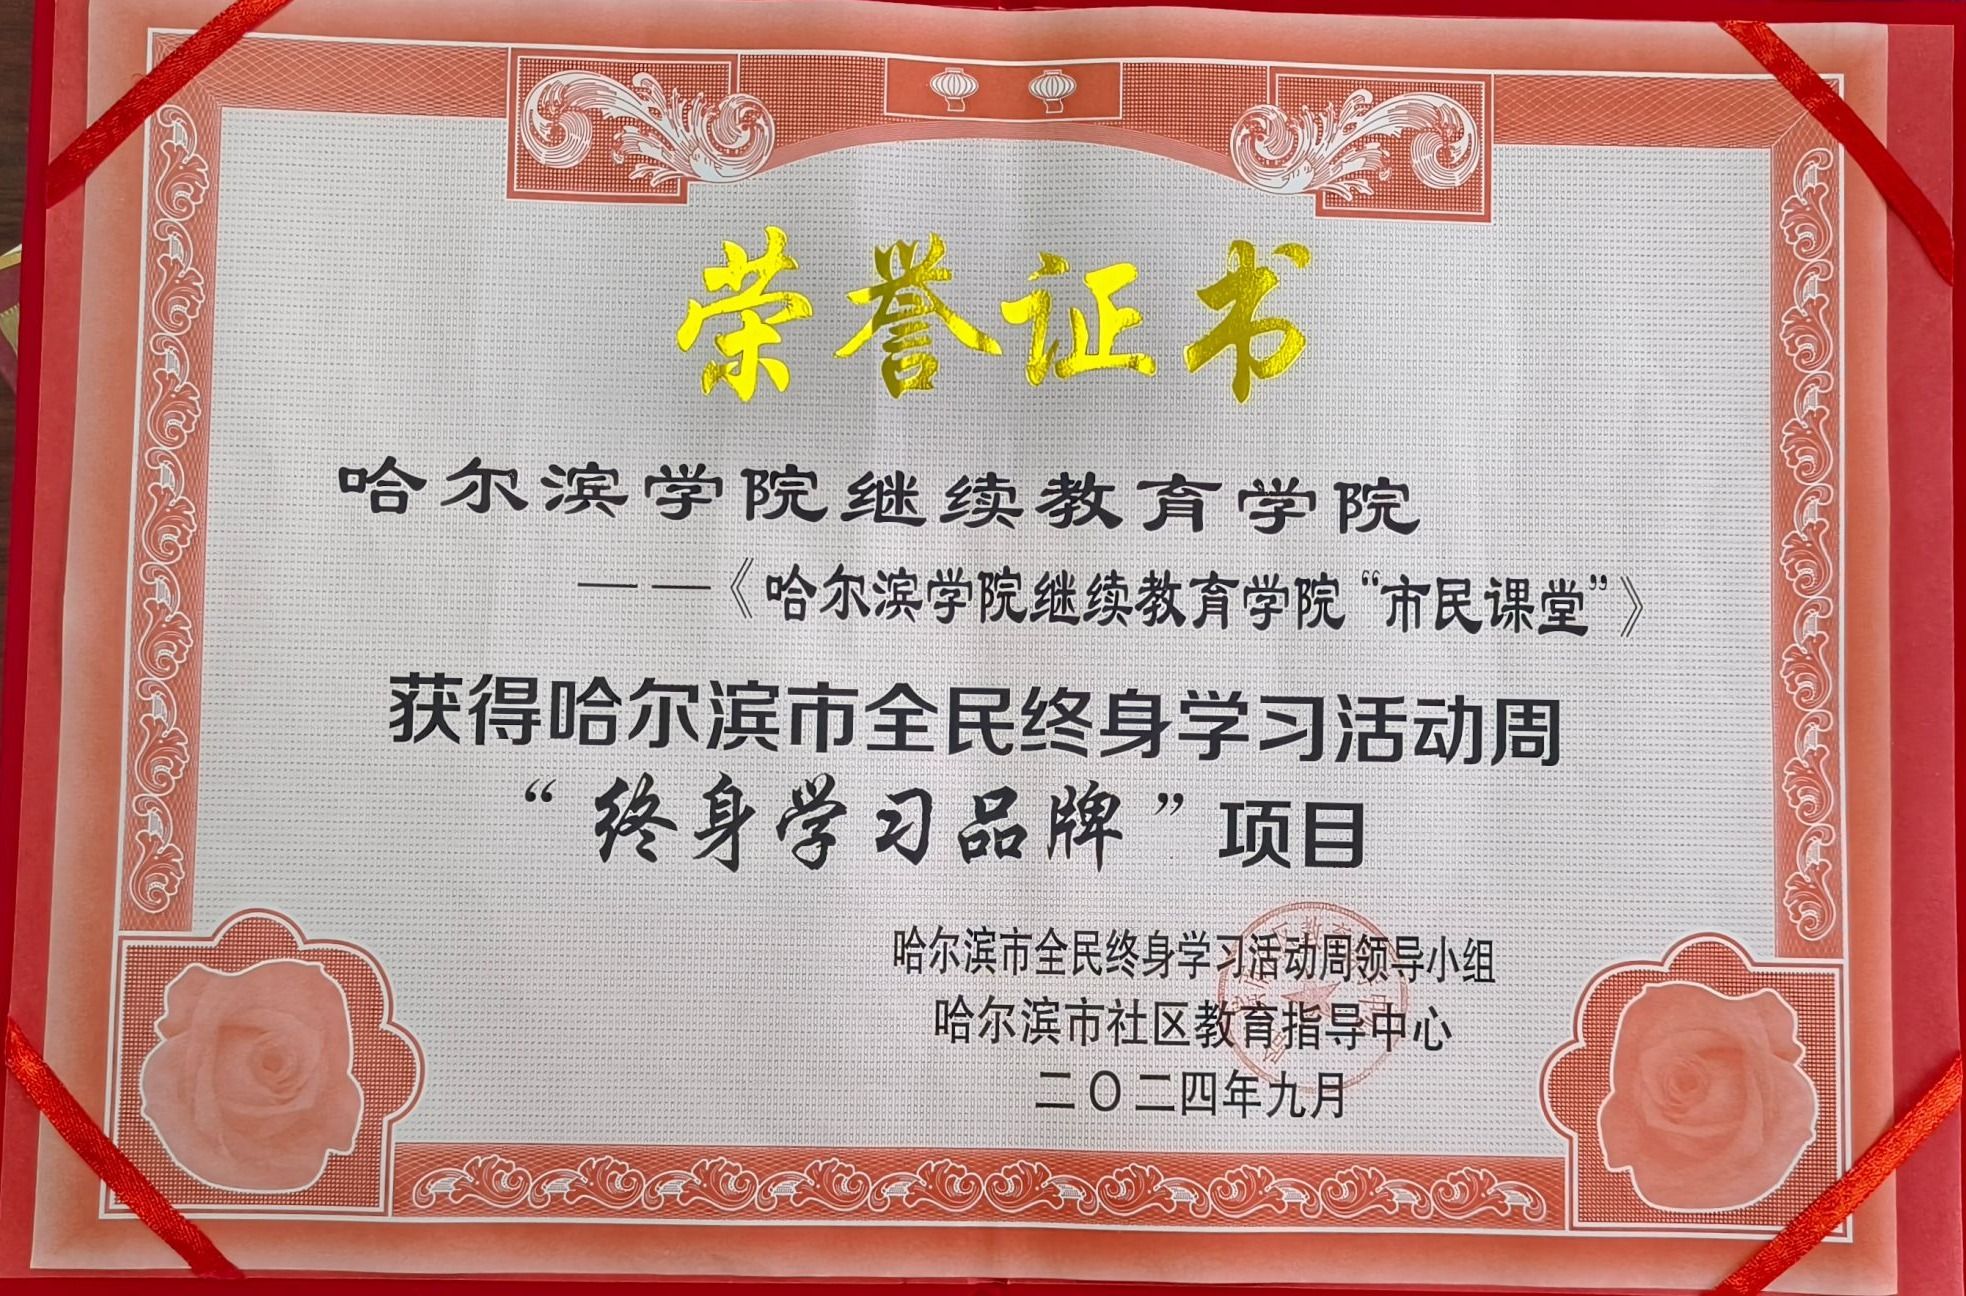 荣誉证书
哈尔滨学院继续教育学院
——《哈尔滨学院继续教育学院“市民课堂”》
获得哈尔滨市全民终身学习活动周
“终身学习品牌”项目
哈尔滨市全民终身学习活动周领导小组
哈尔滨市社区教育指导中心
二〇二四年九月